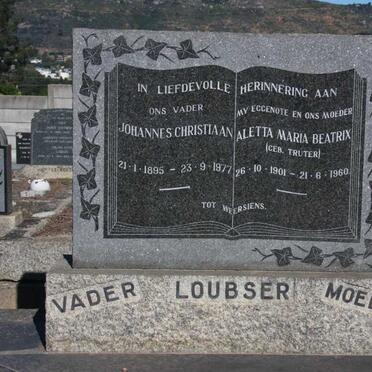 IN LIEFDEVOLLE HERINNERING AAN
ONS VADER
JOHANNES CHRISTIAAN
21·1·1895 – 23·9·1977
MY EGGENOTE EN ONS MOEDER
ALETTA MARIA BEATRIX
(GEB. TRUTER)
26·10·1901 – 21·6·1960
TOT WEERSIENS.
VADER LOUBSER MOE